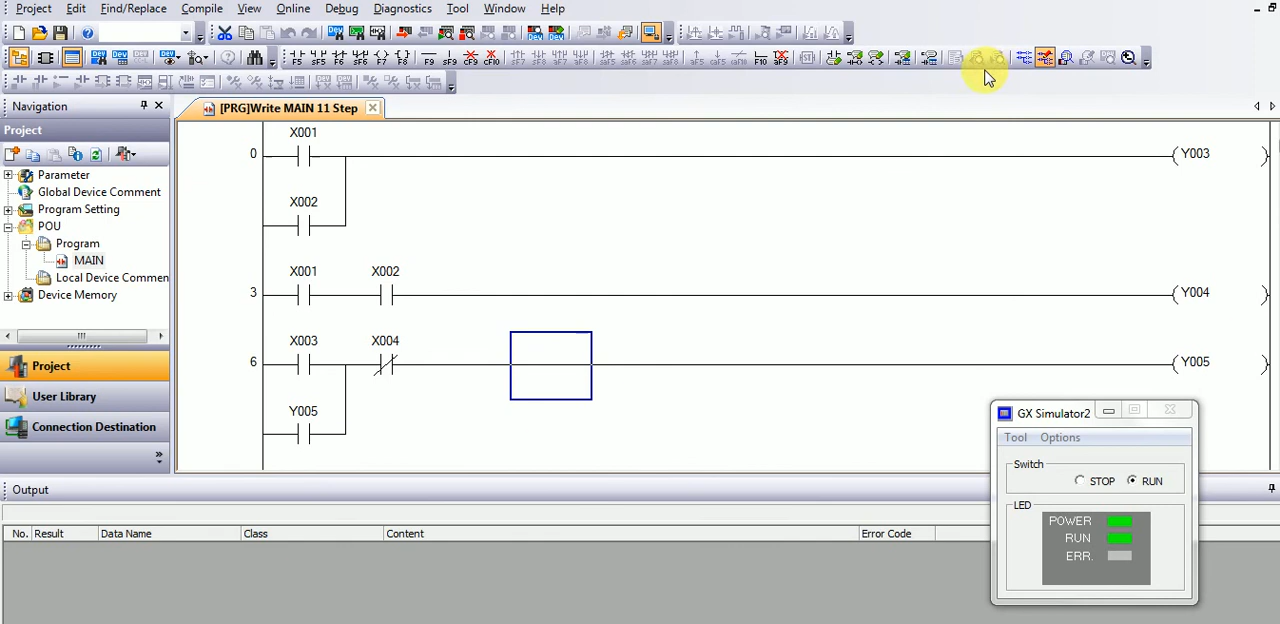 Project Edit Find/Replace Compile View Online Debug Diagnostics Tool Window Help
Navigation
[PRG]Write MAIN 11 Step
Project
Parameter
Global Device Comment
Program Setting
POU
Program
MAIN
Local Device Commen
Device Memory
Project
User Library
Connection Destination
X001
0
Y003
X002
X001 X002
3
Y004
X003 X004
6
Y005
Y005
GX Simulator2
Tool Options
Switch
STOP RUN
LED
POWER
RUN
ERR.
Output
No. Result Data Name Class Content Error Code